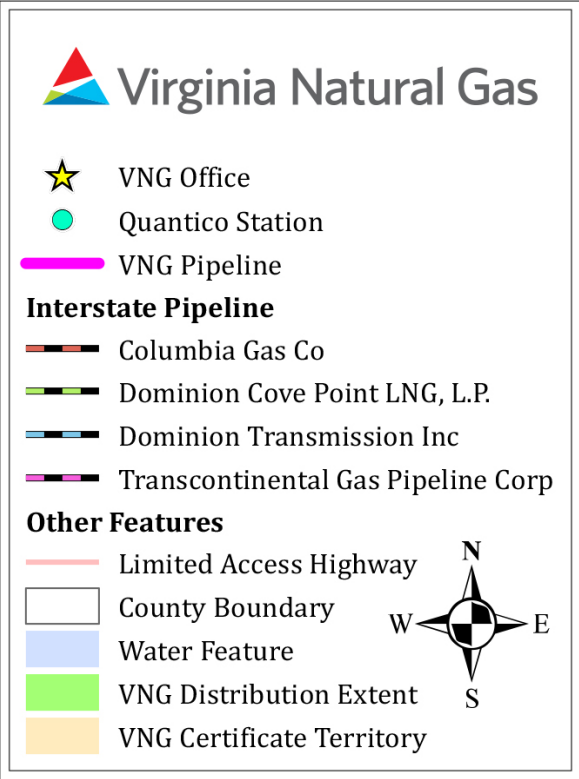 Virginia Natural Gas
VNG Office
Quantico Station
VNG Pipeline
Interstate Pipeline
Columbia Gas Co
Dominion Cove Point LNG, L.P.
Dominion Transmission Inc
Transcontinental Gas Pipeline Corp
Other Features
Limited Access Highway
County Boundary
Water Feature
VNG Distribution Extent
VNG Certificate Territory
N
W E
S